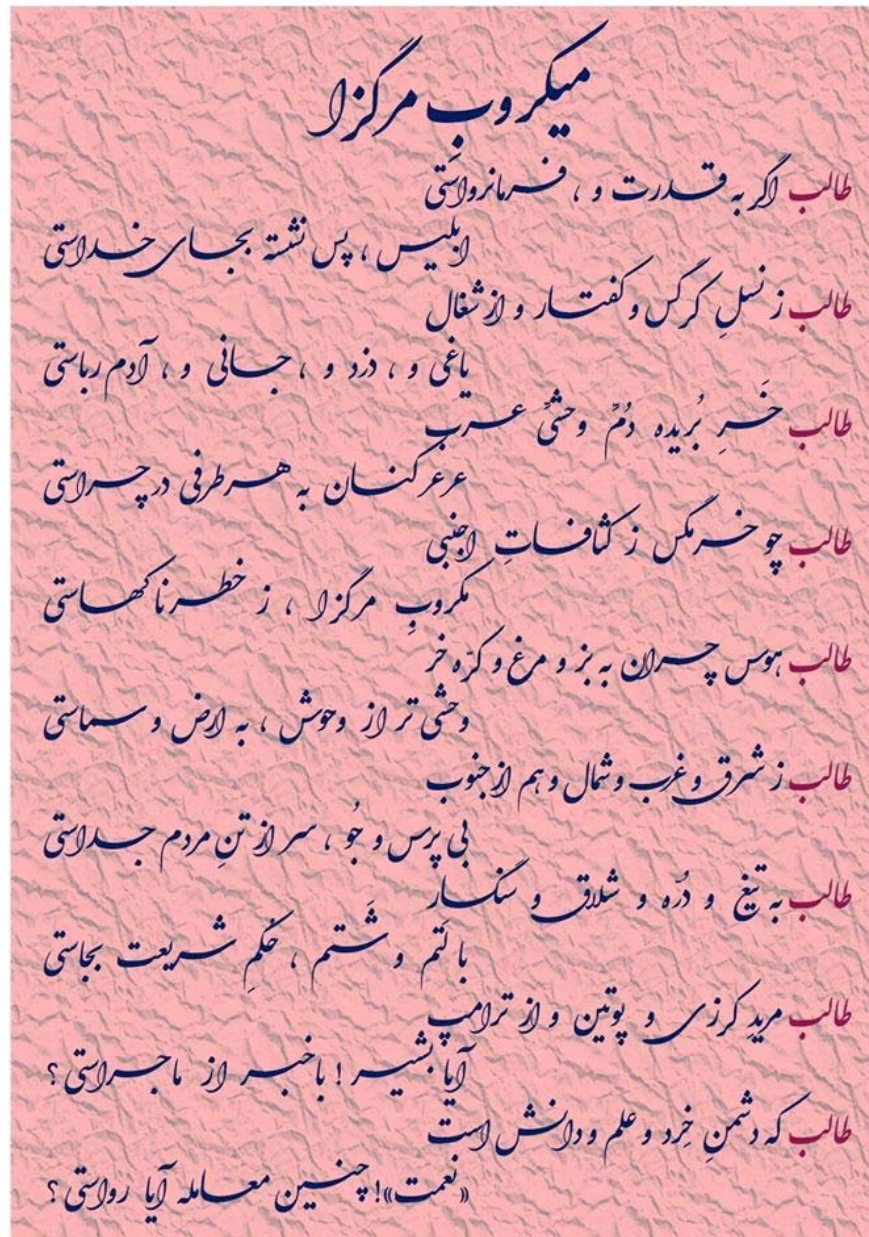 میکروبِ مرگزا
طالب اگر به قدرت و ، فرمانرواستی
ابلیس ، پس نشسته بجای خداستی
طالب ز نسلِ کرگس و کفتار و از شغال
یاغی و ، دزد و ، جانی و ، آدم رباستی
طالب خَرِ بُریده دُمِّ وحشیِّ عرب
عرعر کنان به هر طرفی در چراستی
طالب چو خرمگس ز کثافاتِ اجنبی
مکروبِ مرگزا ، ز خطرناکهاستی
طالب هوس چران به بز و مرغ و کرّه خر
وحشی تر از وحوش ، به ارض و سماستی
طالب ز شرق و غرب و شمال و هم از جنوب
بی پرس و جُو ، سر از تنِ مردم جداستی
طالب به تیغ و دُرّه و شلاق و سنگسار
با لَتم و شَتم ، حُکمِ شریعت بجاستی
طالب مریدِ کرزی و پوتین و از ترامپ
آیا بشیر ! باخبر از ماجراستی ؟
طالب که دشمنِ خِرد و علم و دانش است
«نعمت»! چنین معامله آیا رواستی ؟